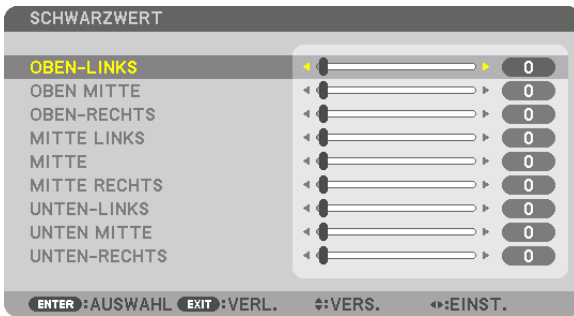 SCHWARZWERT
OBEN-LINKS 0
OBEN MITTE 0
OBEN-RECHTS 0
MITTE LINKS 0
MITTE 0
MITTE RECHTS 0
UNTEN-LINKS 0
UNTEN MITTE 0
UNTEN-RECHTS 0
ENTER :AUSWAHL EXIT :VERL. :VERS. :EINST.